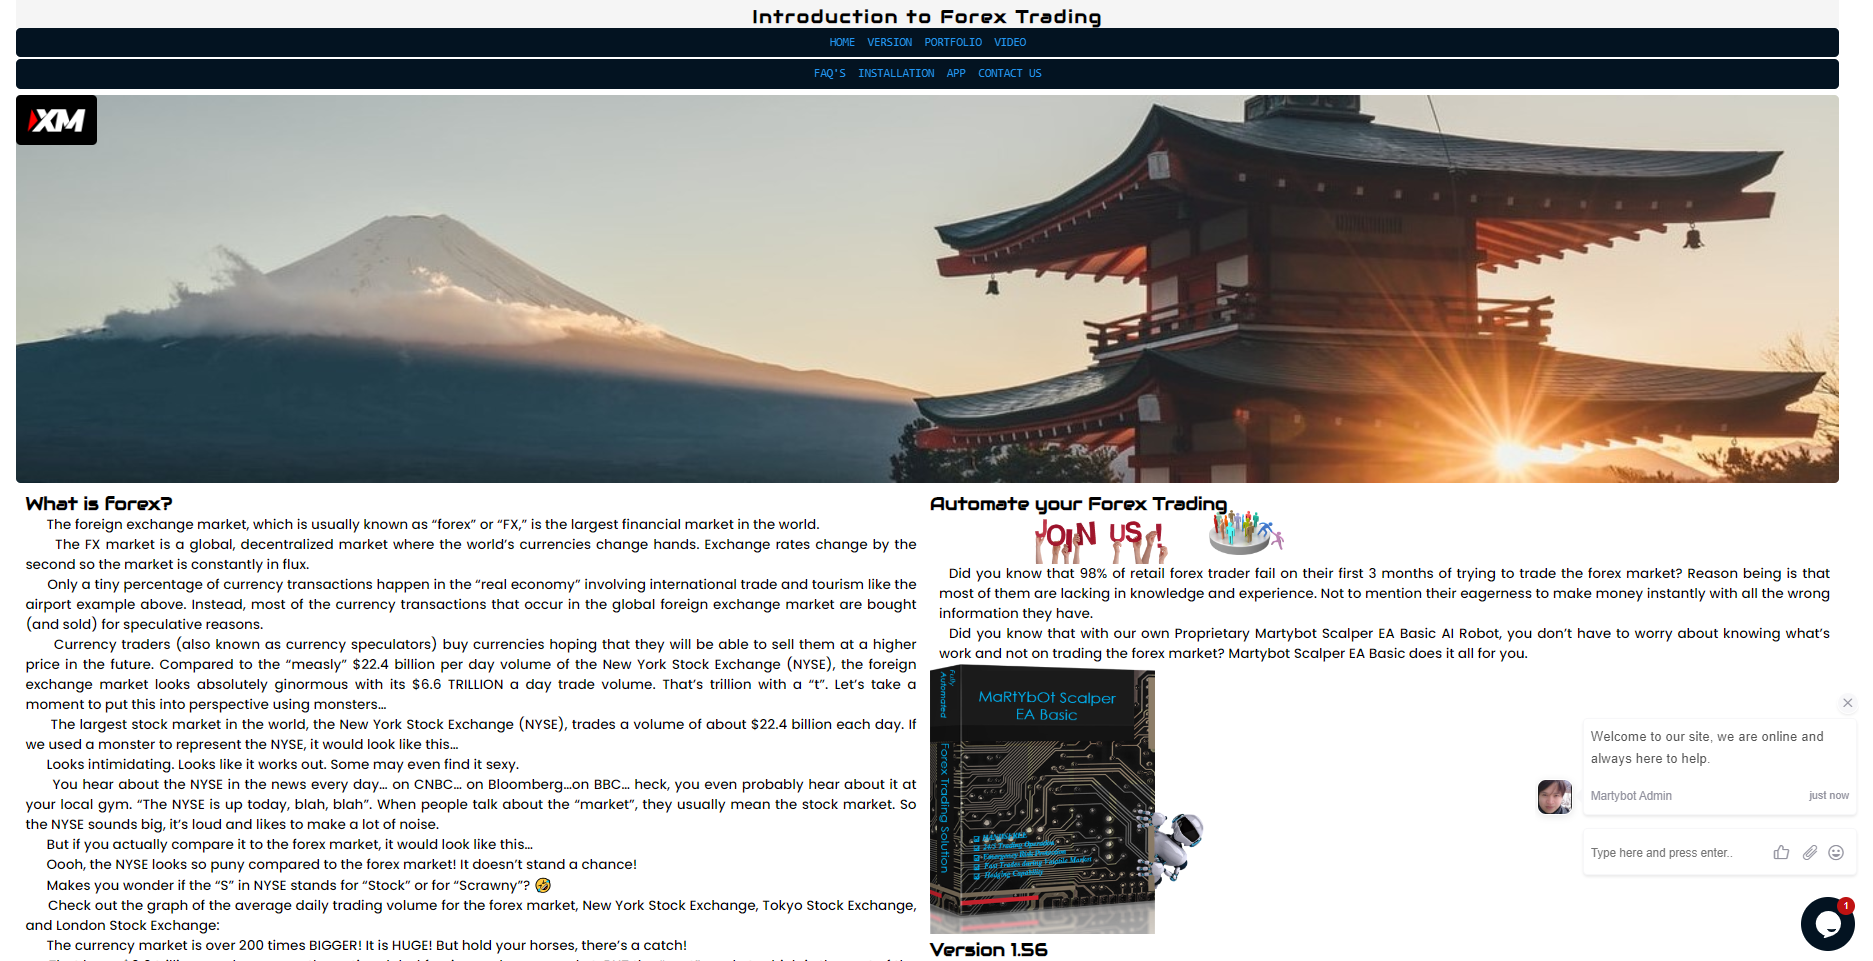 Introduction to Forex Trading
HOME VERSION PORTFOLIO VIDEO
FAQ'S INSTALLATION APP CONTACT US
XM
What is forex?
The foreign exchange market, which is usually known as “forex” or “FX,” is the largest financial market in the world.
The FX market is a global, decentralized market where the world’s currencies change hands. Exchange rates change by the
second so the market is constantly in flux.
Only a tiny percentage of currency transactions happen in the “real economy” involving international trade and tourism like the
airport example above. Instead, most of the currency transactions that occur in the global foreign exchange market are bought
(and sold) for speculative reasons.
Currency traders (also known as currency speculators) buy currencies hoping that they will be able to sell them at a higher
price in the future. Compared to the “measly” $22.4 billion per day volume of the New York Stock Exchange (NYSE), the foreign
exchange market looks absolutely ginormous with its $6.6 TRILLION a day trade volume. That’s trillion with a “t”. Let’s take a
moment to put this into perspective using monsters…
The largest stock market in the world, the New York Stock Exchange (NYSE), trades a volume of about $22.4 billion each day. If
we used a monster to represent the NYSE, it would look like this…
Looks intimidating. Looks like it works out. Some may even find it sexy.
You hear about the NYSE in the news every day… on CNBC… on Bloomberg…on BBC… heck, you even probably hear about it at
your local gym. “The NYSE is up today, blah, blah”. When people talk about the “market”, they usually mean the stock market. So
the NYSE sounds big, it’s loud and likes to make a lot of noise.
But if you actually compare it to the forex market, it would look like this…
Oooh, the NYSE looks so puny compared to the forex market! It doesn’t stand a chance!
Makes you wonder if the “S” in NYSE stands for “Stock” or for “Scrawny”? 🤣
Check out the graph of the average daily trading volume for the forex market, New York Stock Exchange, Tokyo Stock Exchange,
and London Stock Exchange:
The currency market is over 200 times BIGGER! It is HUGE! But hold your horses, there’s a catch!
Automate your Forex Trading
JOIN US !
Did you know that 98% of retail forex trader fail on their first 3 months of trying to trade the forex market? Reason being is that
most of them are lacking in knowledge and experience. Not to mention their eagerness to make money instantly with all the wrong
information they have.
Did you know that with our own Proprietary Martybot Scalper EA Basic AI Robot, you don’t have to worry about knowing what’s
work and not on trading the forex market? Martybot Scalper EA Basic does it all for you.
Fully
Automated
Forex Trading Solution
MaRtYbOt Scalper
EA Basic
24/5 Trading Operation
Emergency Risk Protection
Fast Trades during Volatile Market
Hedging Capability
Version 1.56
Welcome to our site, we are online and
always here to help.
Martybot Admin just now
Type here and press enter..
1